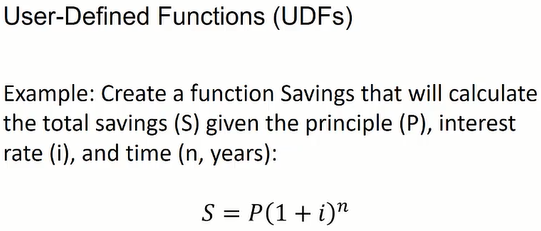 User-Defined Functions (UDFs)
Example: Create a function Savings that will calculate
the total savings (S) given the principle (P), interest
rate (i), and time (n, years):
S = P(1 + i)ⁿ